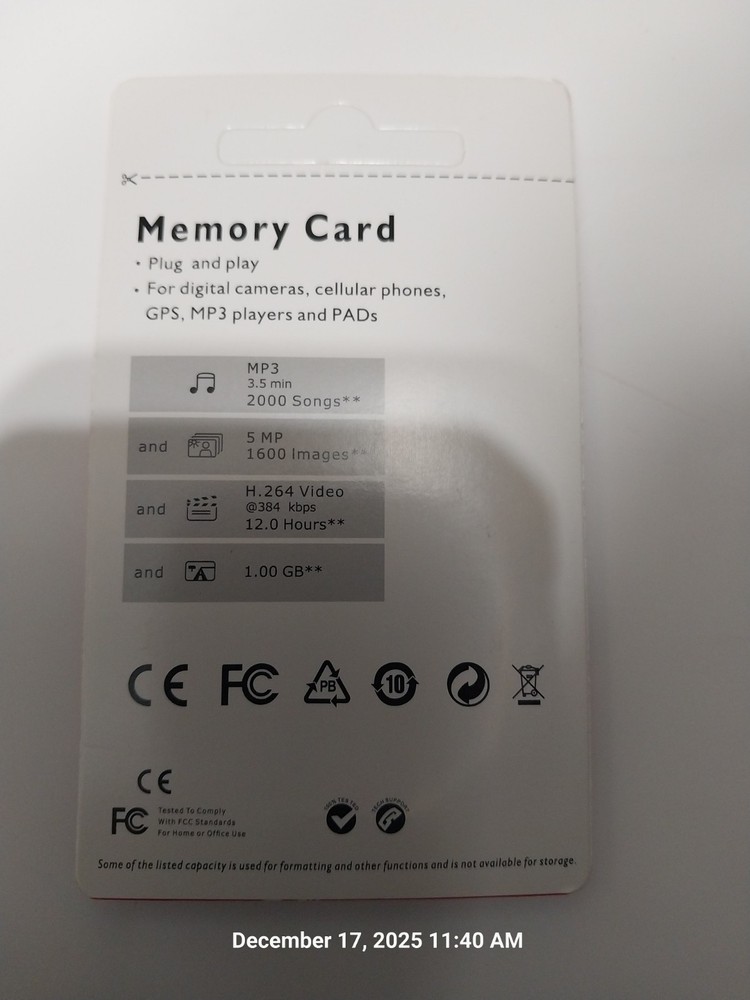 Memory Card
• Plug and play
• For digital cameras, cellular phones,
GPS, MP3 players and PADs
MP3
3.5 min
2000 Songs**
and
5 MP
1600 Images**
and
H.264 Video
@384 kbps
12.0 Hours**
and
1.00 GB**
CE FC PB 10
CE
FC
Tested To Comply
With FCC Standards
For Home or Office Use
100% TESTED
TECH SUPPORT
Some of the listed capacity is used for formatting and other functions and is not available for storage.
December 17, 2025 11:40 AM